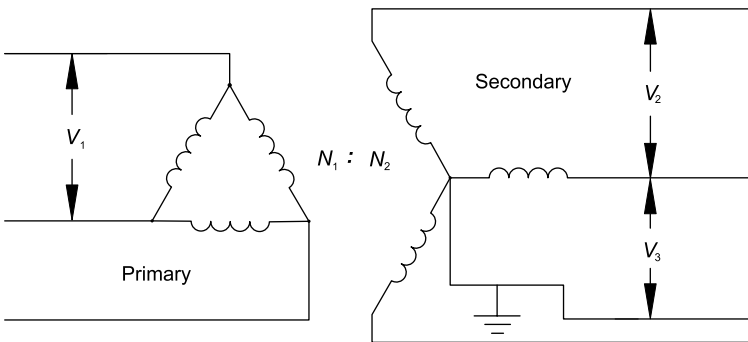 V₁
Primary
N₁ : N₂
Secondary
V₂
V₃